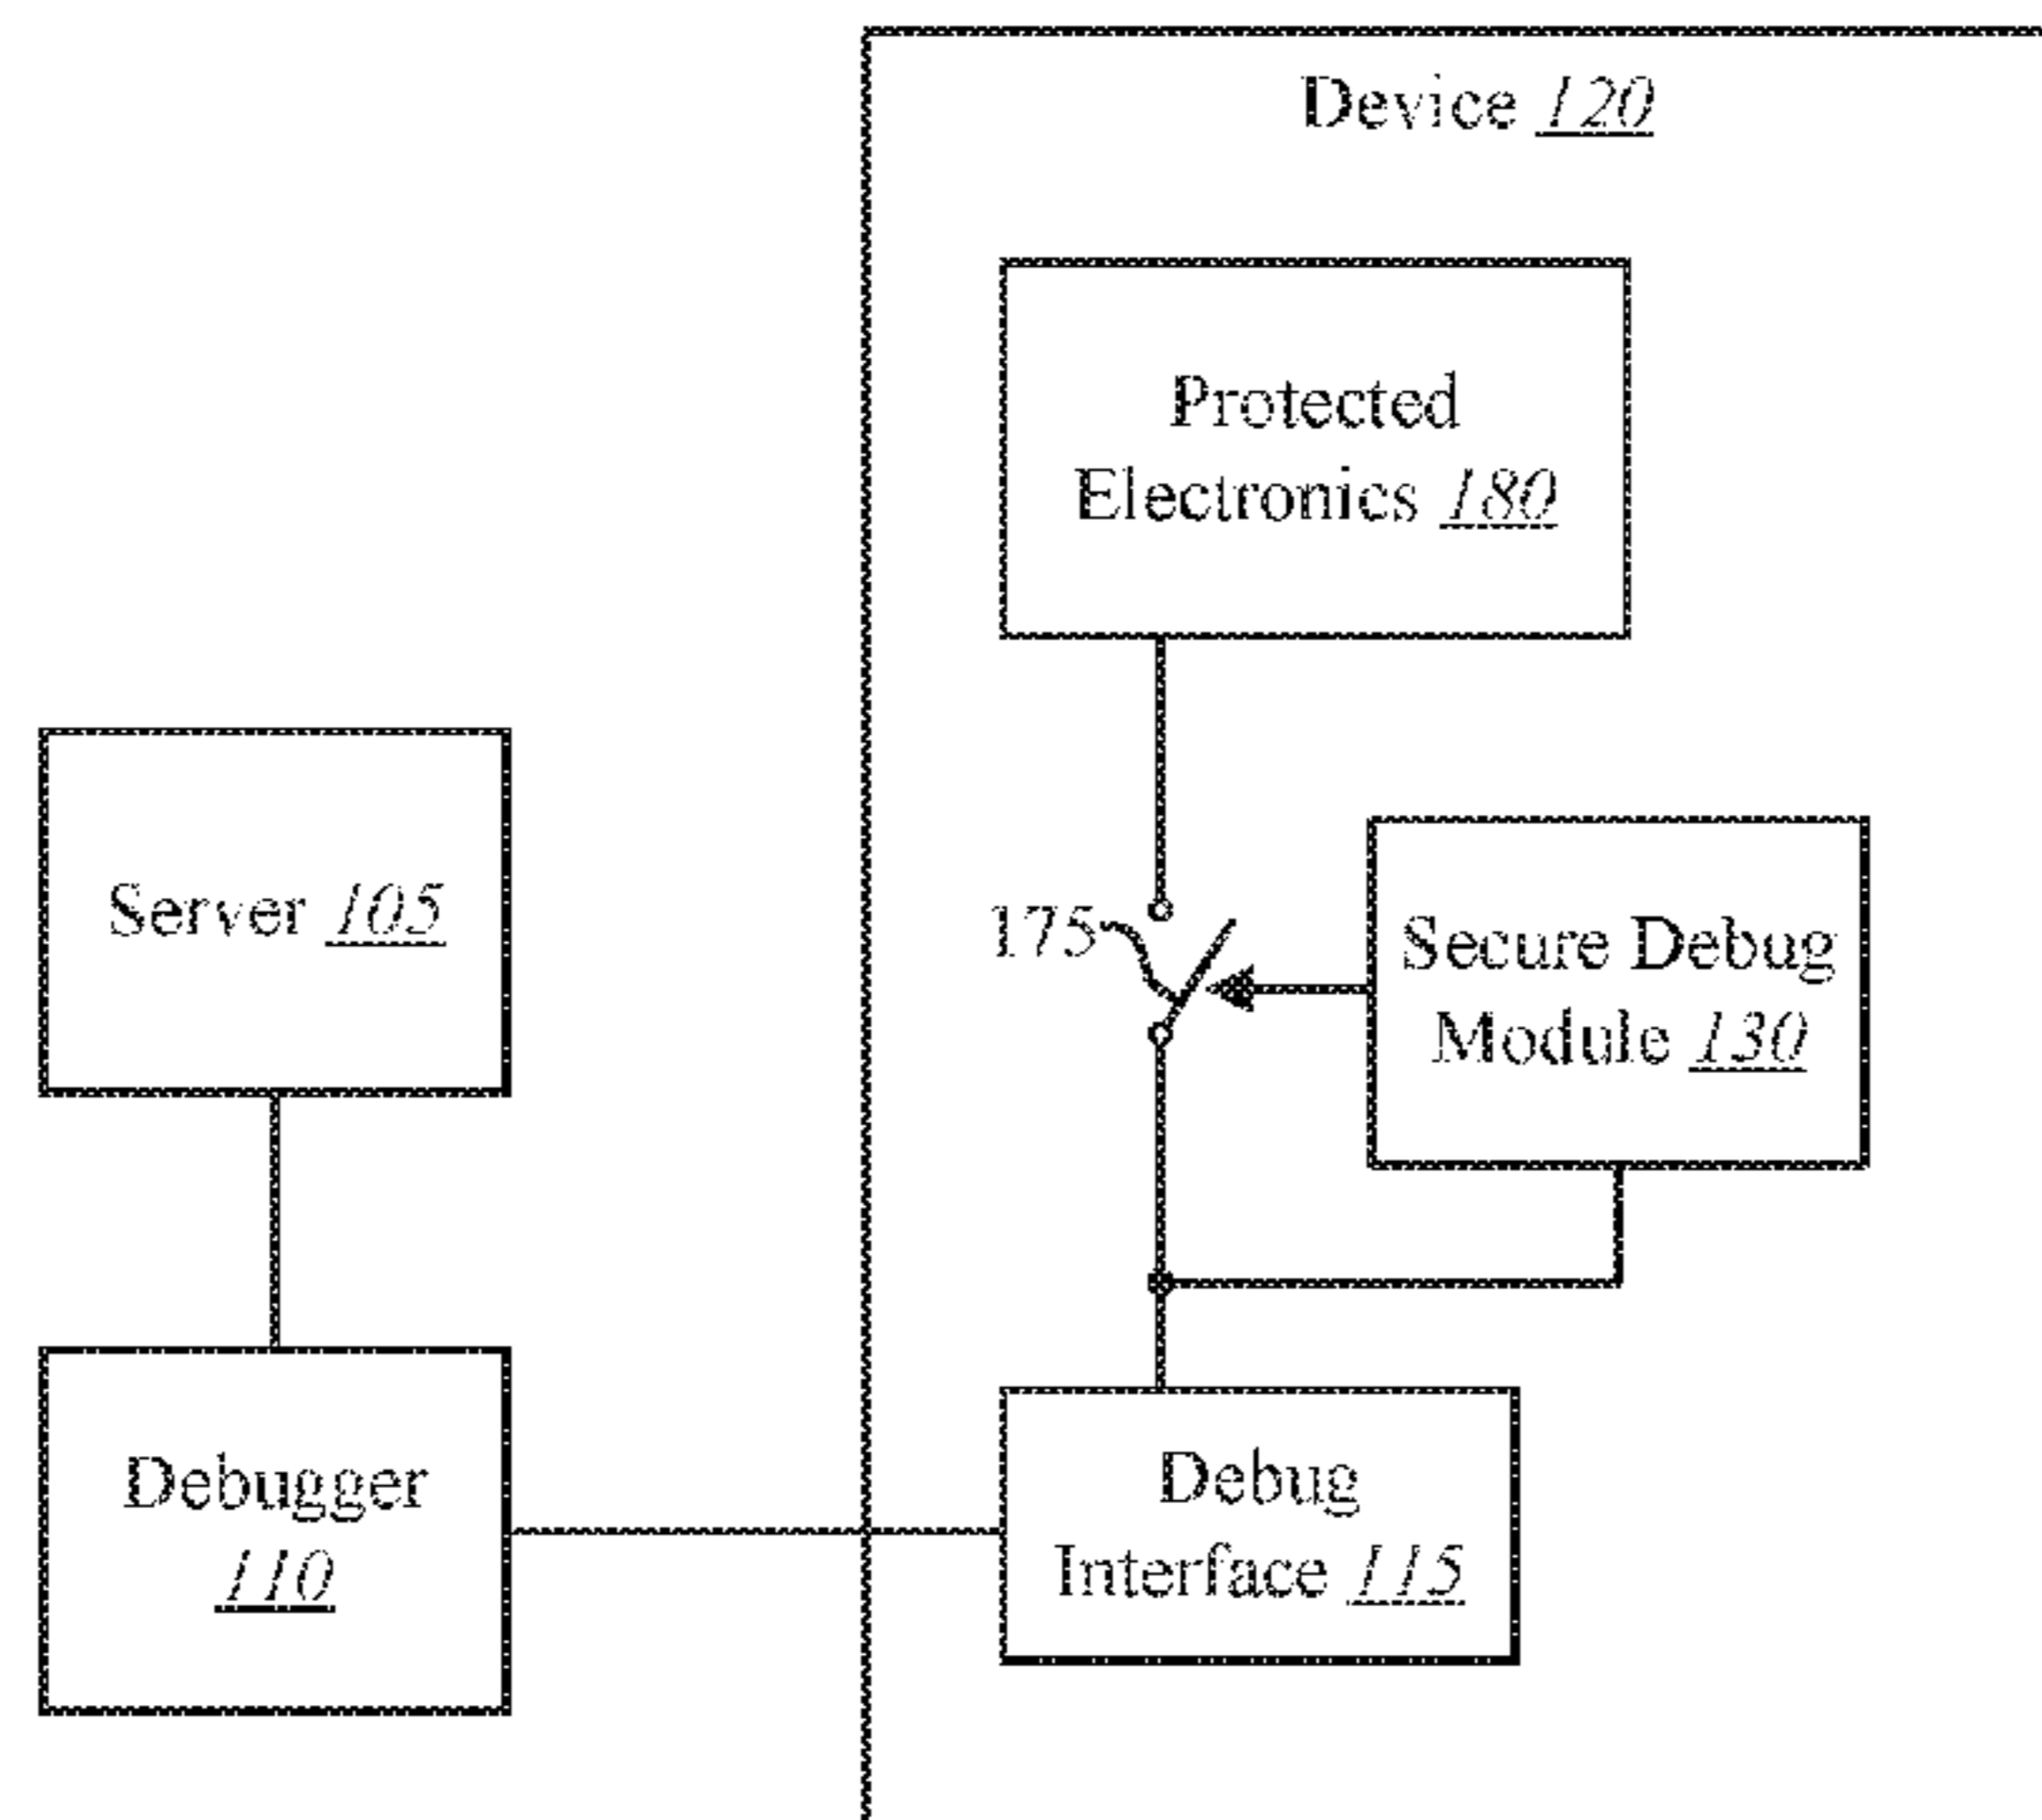 Device 120
Protected
Electronics 180
Server 105
175
Secure Debug
Module 130
Debugger
110
Debug
Interface 115